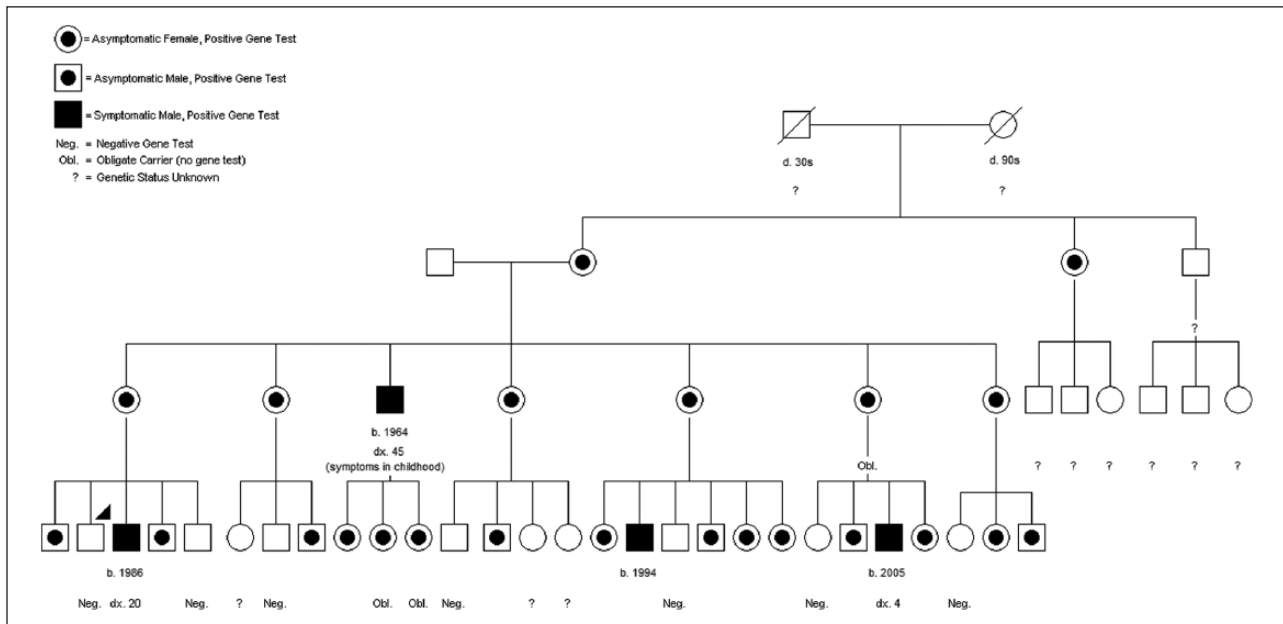 = Asymptomatic Female, Positive Gene Test
= Asymptomatic Male, Positive Gene Test
= Symptomatic Male, Positive Gene Test
Neg. = Negative Gene Test
Obl. = Obligate Carrier (no gene test)
? = Genetic Status Unknown
d. 30s d. 90s
? ?
?
b. 1964
dx. 45
(symptoms in childhood)
Obl.
? ? ? ? ? ?
b. 1986 b. 1994 b. 2005
Neg. dx. 20 Neg. ? Neg. Obl. Obl. Neg. ? ? Neg. Neg. dx. 4 Neg.